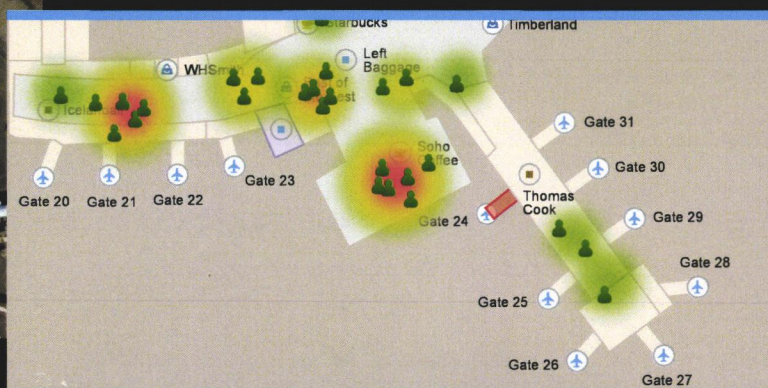 Starbucks
Timberland
WHSmith
Left
Baggage
Icelandair
Soho
Coffee
Gate 31
Gate 30
Thomas
Cook
Gate 20
Gate 21
Gate 22
Gate 23
Gate 24
Gate 29
Gate 28
Gate 25
Gate 26
Gate 27